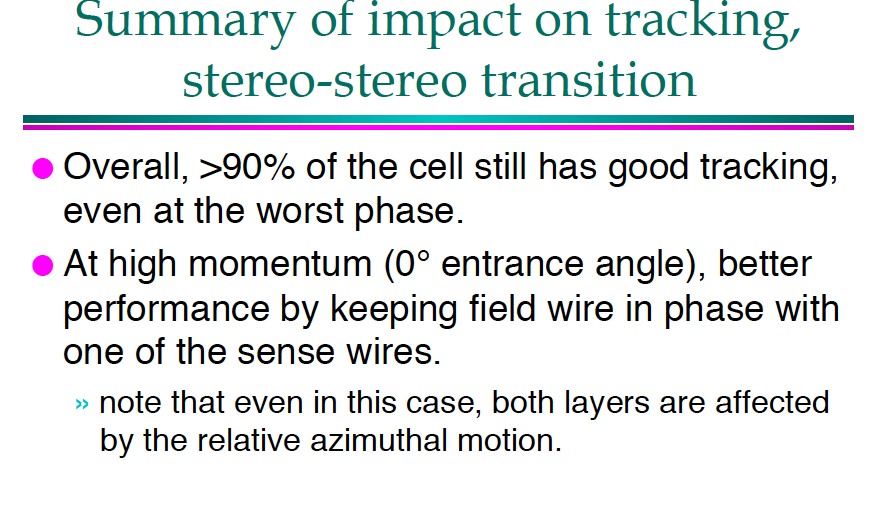 Summary of impact on tracking,
stereo-stereo transition
● Overall, >90% of the cell still has good tracking,
even at the worst phase.
● At high momentum (0° entrance angle), better
performance by keeping field wire in phase with
one of the sense wires.
» note that even in this case, both layers are affected
by the relative azimuthal motion.